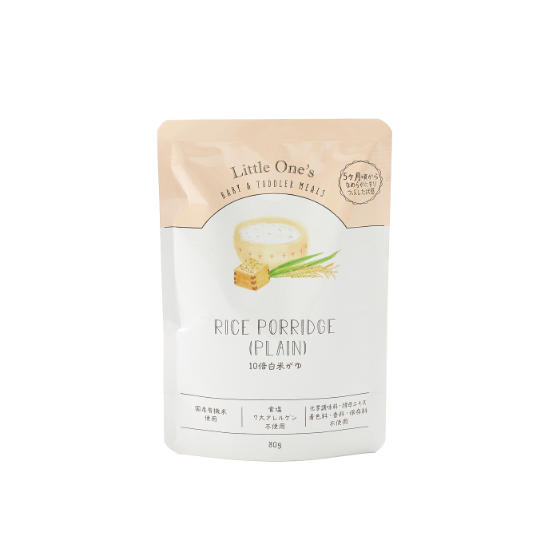 Little One's
BABY & TODDLER MEALS
5ヶ月頃から
なめらかにすり
つぶした状態
RICE PORRIDGE
(PLAIN)
10倍白米がゆ
国産有機米
使用
食塩
7大アレルゲン
不使用
化学調味料・酵母エキス
着色料・香料・保存料
不使用
80g